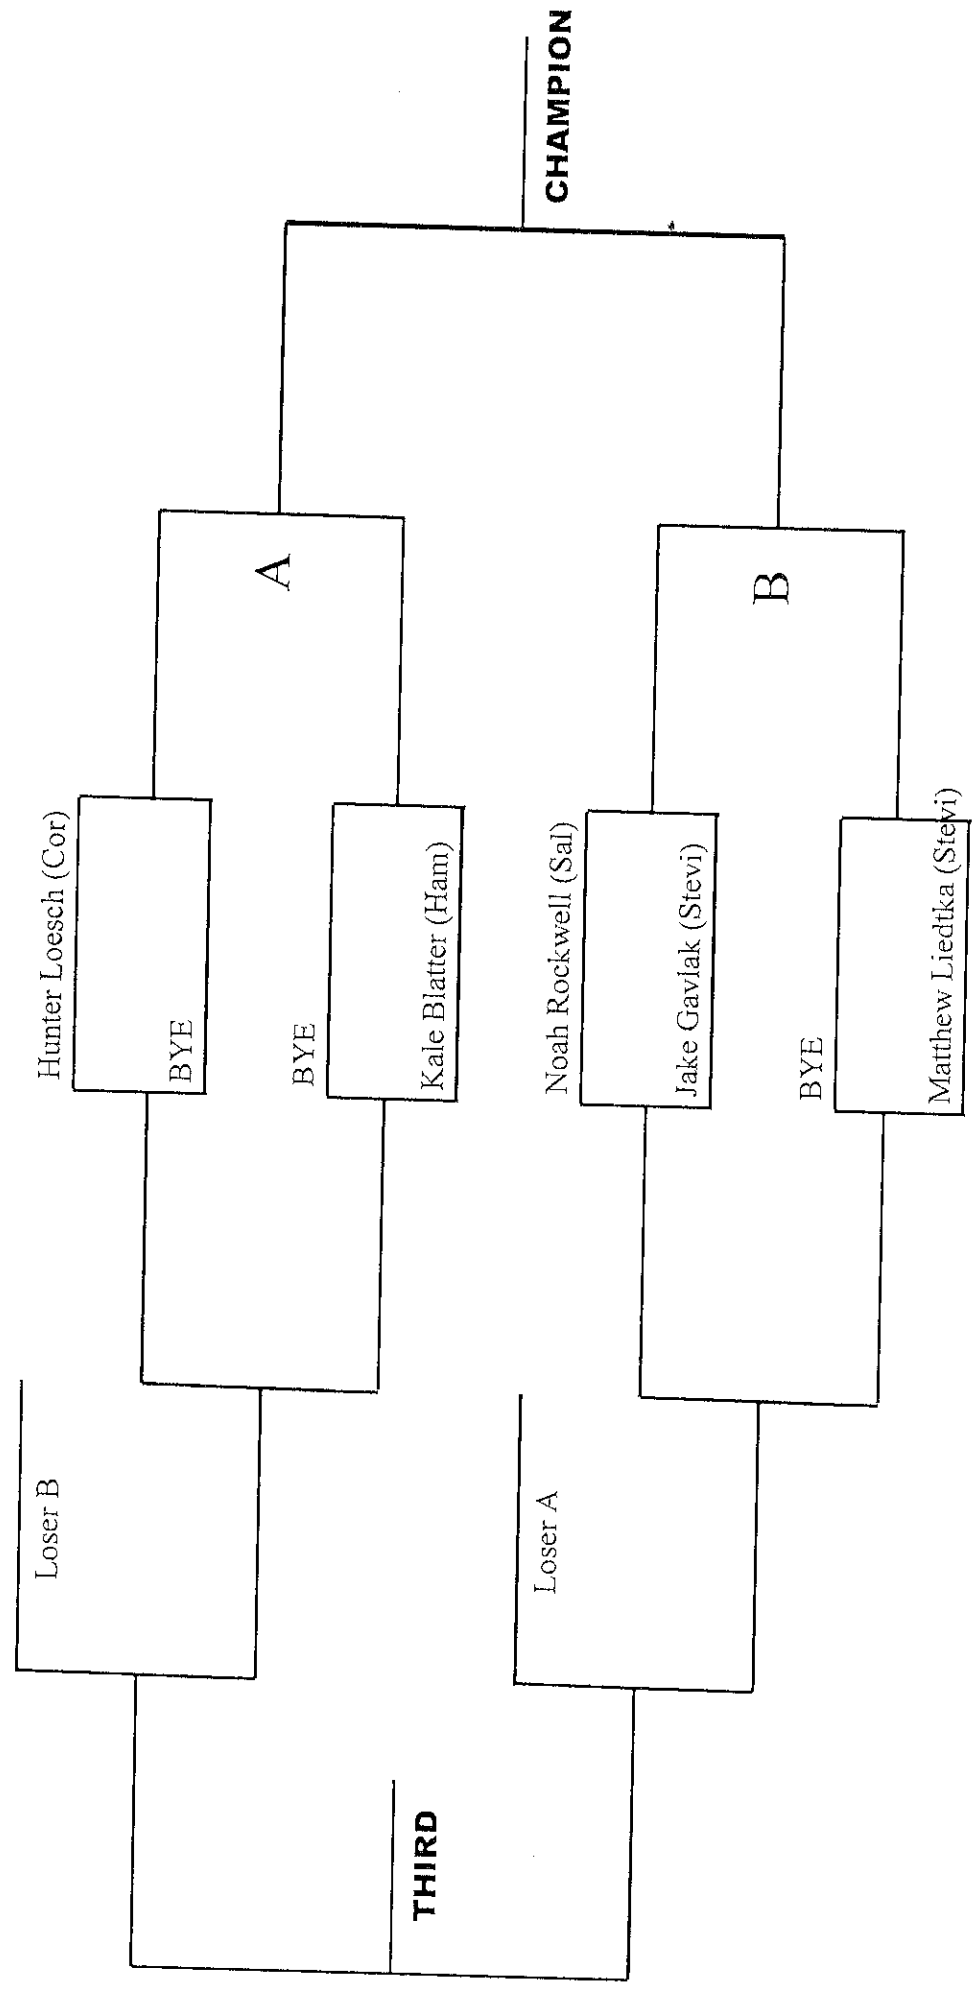 CHAMPION
Hunter Loesch (Cor)
BYE
A
BYE
Kale Blatter (Ham)
Noah Rockwell (Sal)
Jake Gavlak (Stevi)
B
BYE
Matthew Liedtka (Stevi)
Loser B
Loser A
THIRD